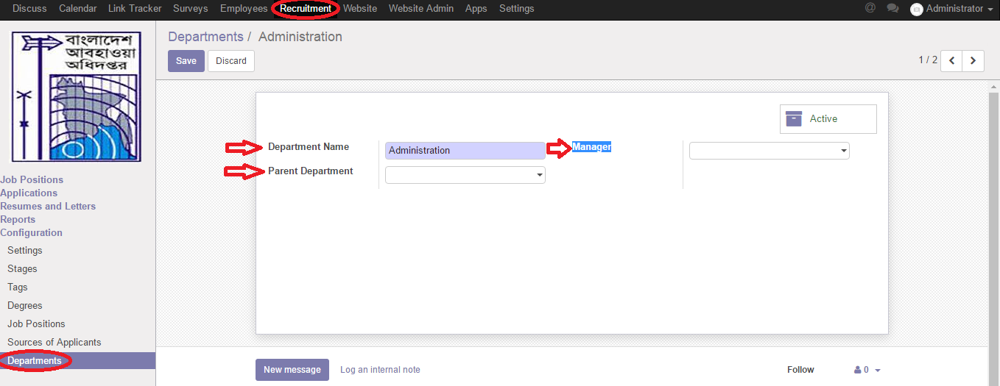 Discuss Calendar Link Tracker Surveys Employees Recruitment Website Website Admin Apps Settings @ Administrator
বাংলাদেশ
আবহাওয়া
অধিদপ্তর
Departments / Administration
Save Discard
1 / 2
Active
Department Name Administration Manager
Parent Department
Job Positions
Applications
Resumes and Letters
Reports
Configuration
Settings
Stages
Tags
Degrees
Job Positions
Sources of Applicants
Departments
New message Log an internal note Follow 0